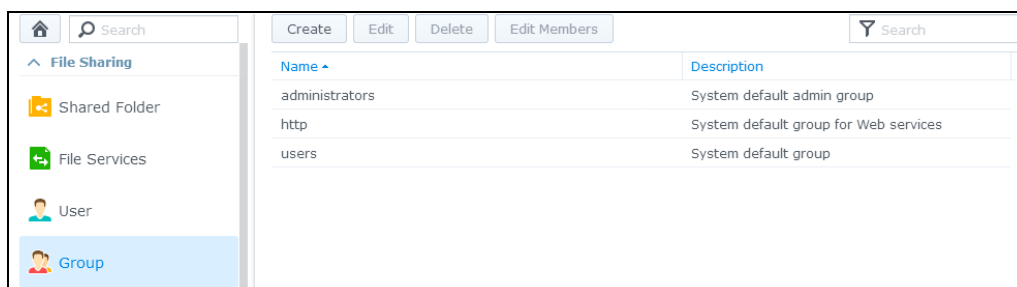 Search
Create Edit Delete Edit Members
Search
File Sharing
Name Description
Shared Folder
administrators System default admin group
http System default group for Web services
File Services
users System default group
User
Group